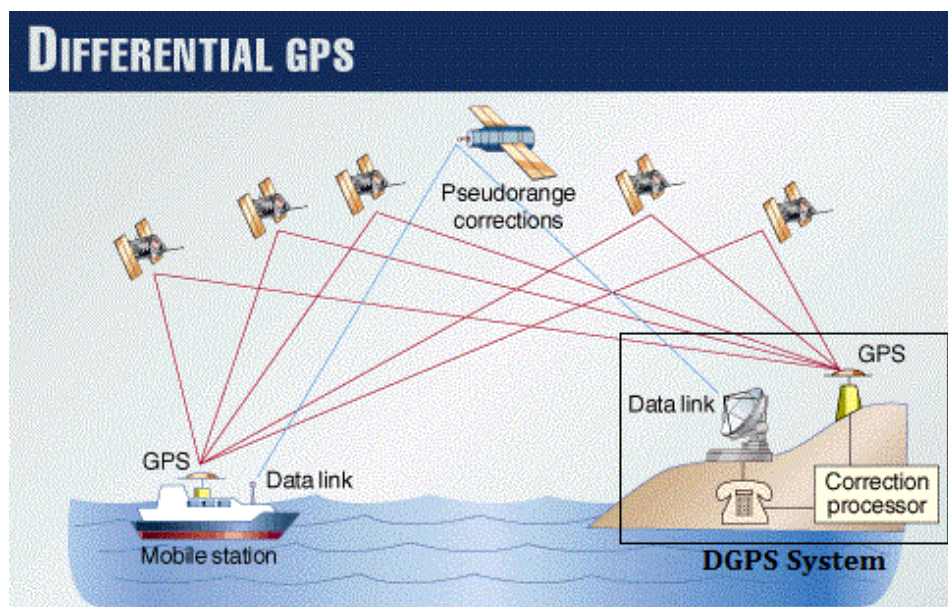 DIFFERENTIAL GPS
Pseudorange
corrections
GPS
Data link
GPS
Data link
Correction
processor
Mobile station
DGPS System